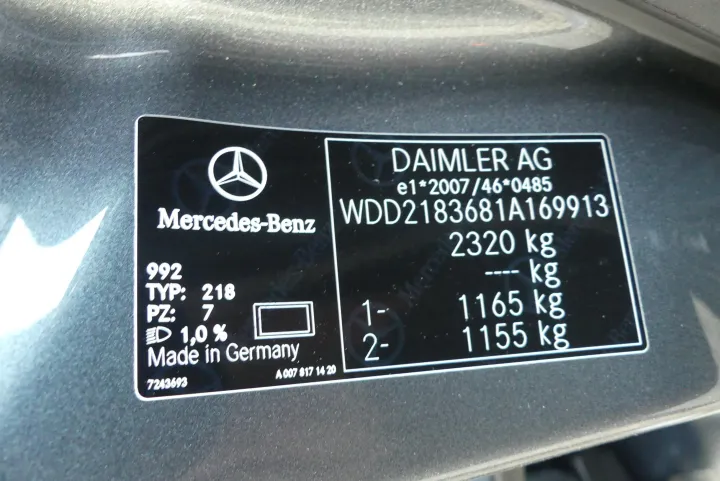 Mercedes-Benz
992
TYP: 218
PZ: 7
1,0 %
Made in Germany
7243693
A 007 817 14 20
DAIMLER AG
e1*2007/46*0485
WDD2183681A169913
2320 kg
---- kg
1- 1165 kg
2- 1155 kg